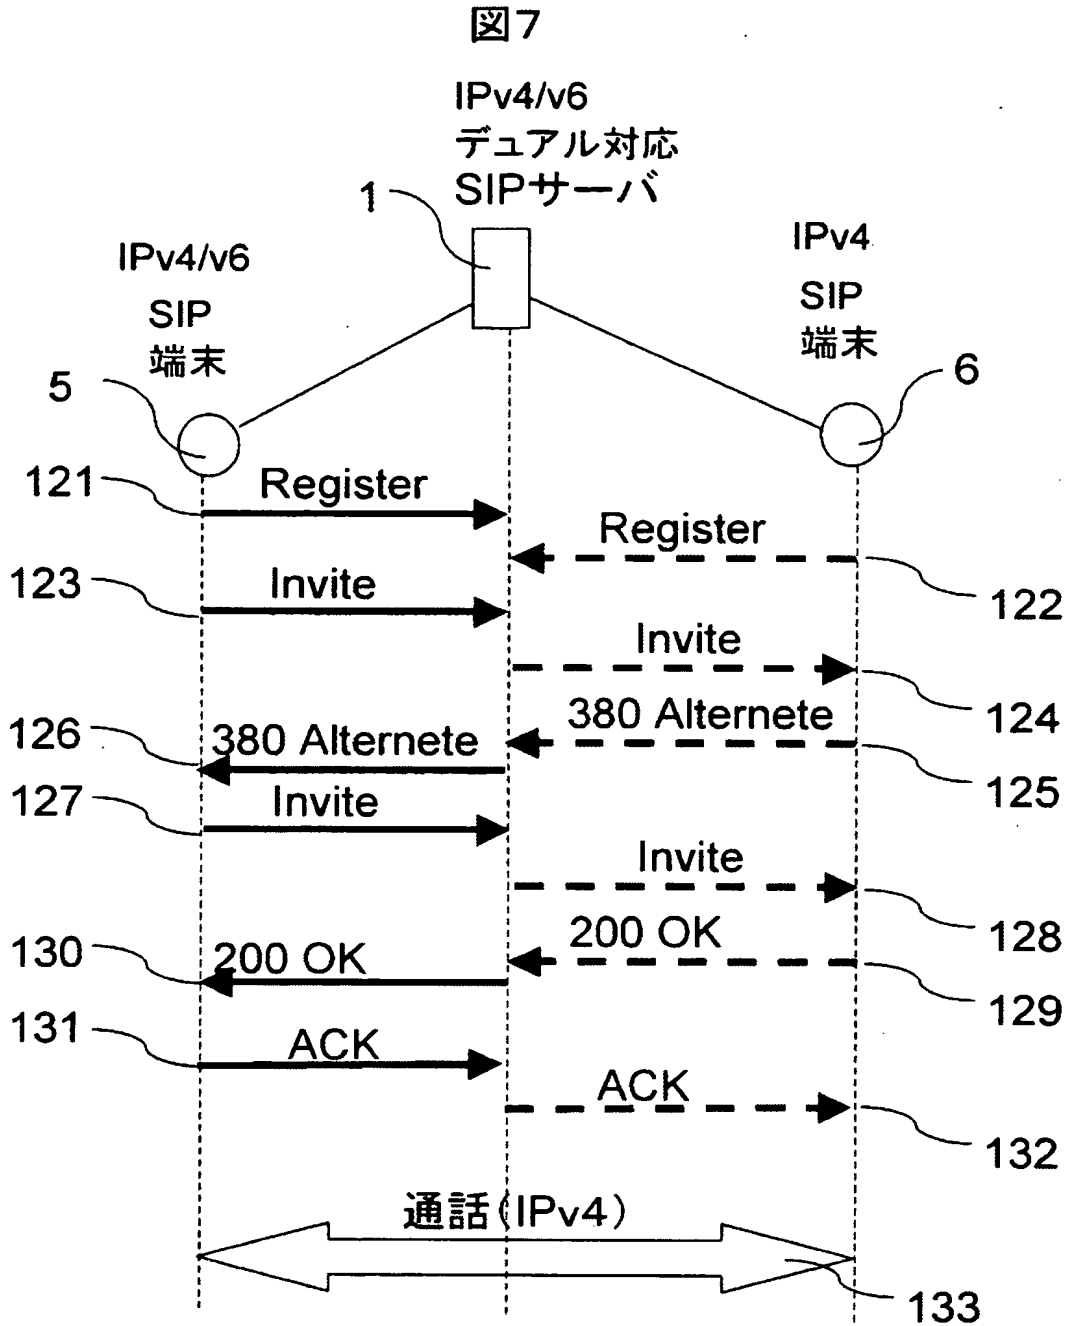 図7
IPv4/v6
デュアル対応
SIPサーバ
1
IPv4/v6
SIP
端末
IPv4
SIP
端末
5
6
121
Register
Register
122
123
Invite
Invite
124
126
380 Alternete
380 Alternete
125
127
Invite
Invite
128
130
200 OK
200 OK
129
131
ACK
ACK
132
通話(IPv4)
133